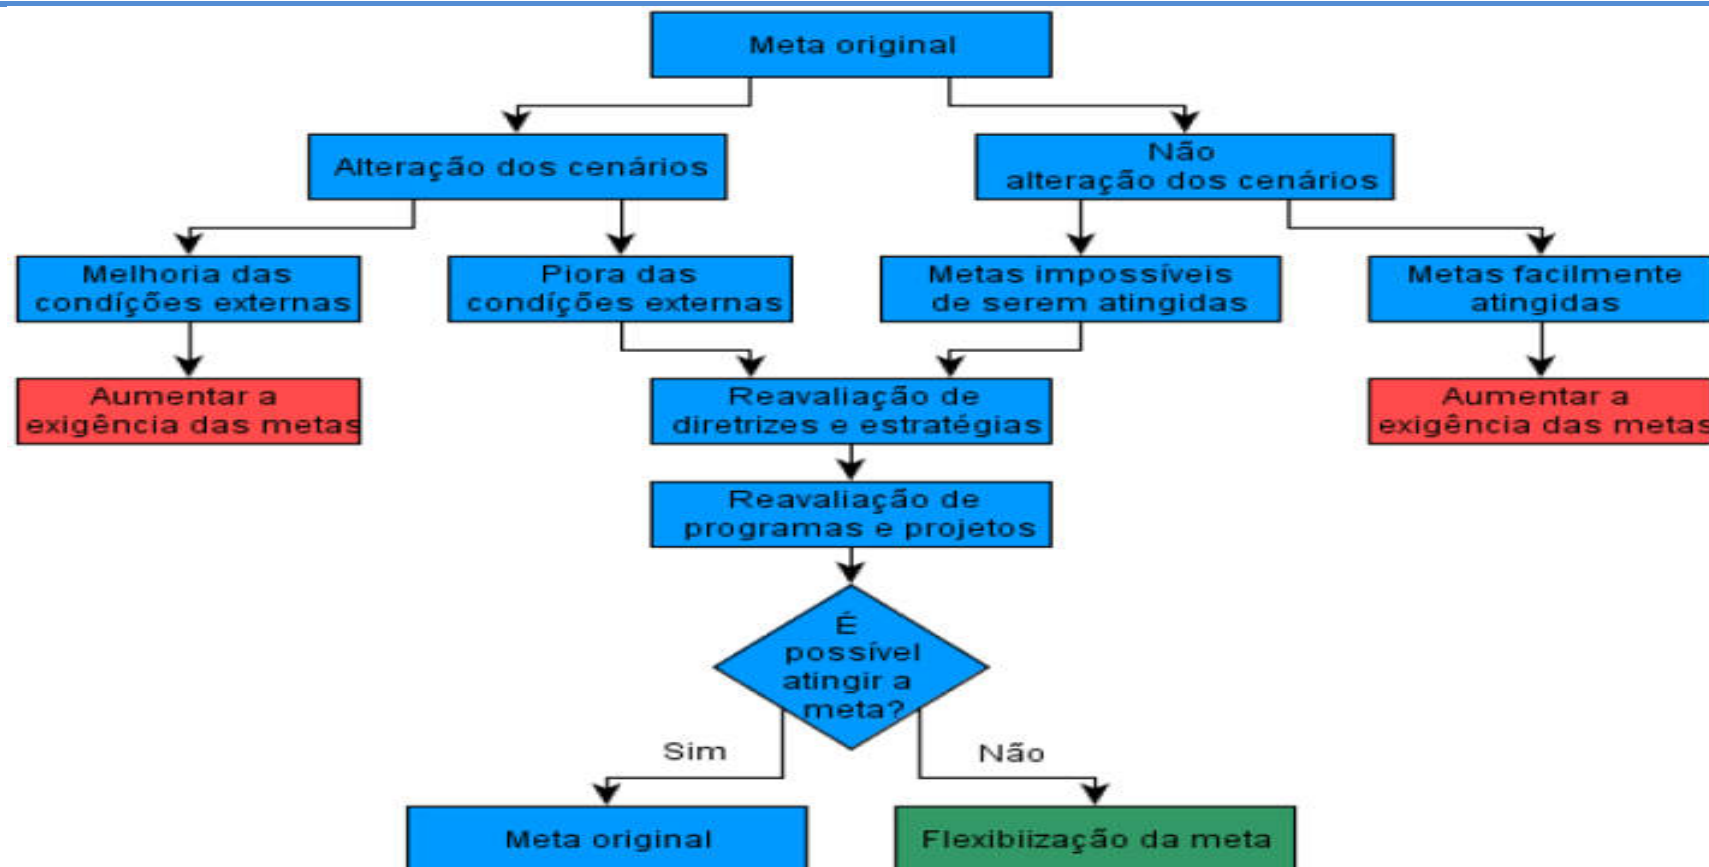 Meta original
Alteração dos cenários
Não
alteração dos cenários
Melhoria das
condíções externas
Piora das
condíções externas
Metas impossíveis
de serem atingidas
Metas facilmente
atingidas
Aumentar a
exigência das metas
Reavaliação de
diretrizes e estratégias
Aumentar a
exigência das metas
Reavaliação de
programas e projetos
É
possível
atingir a
meta?
Sim
Não
Meta original
Flexibiização da meta